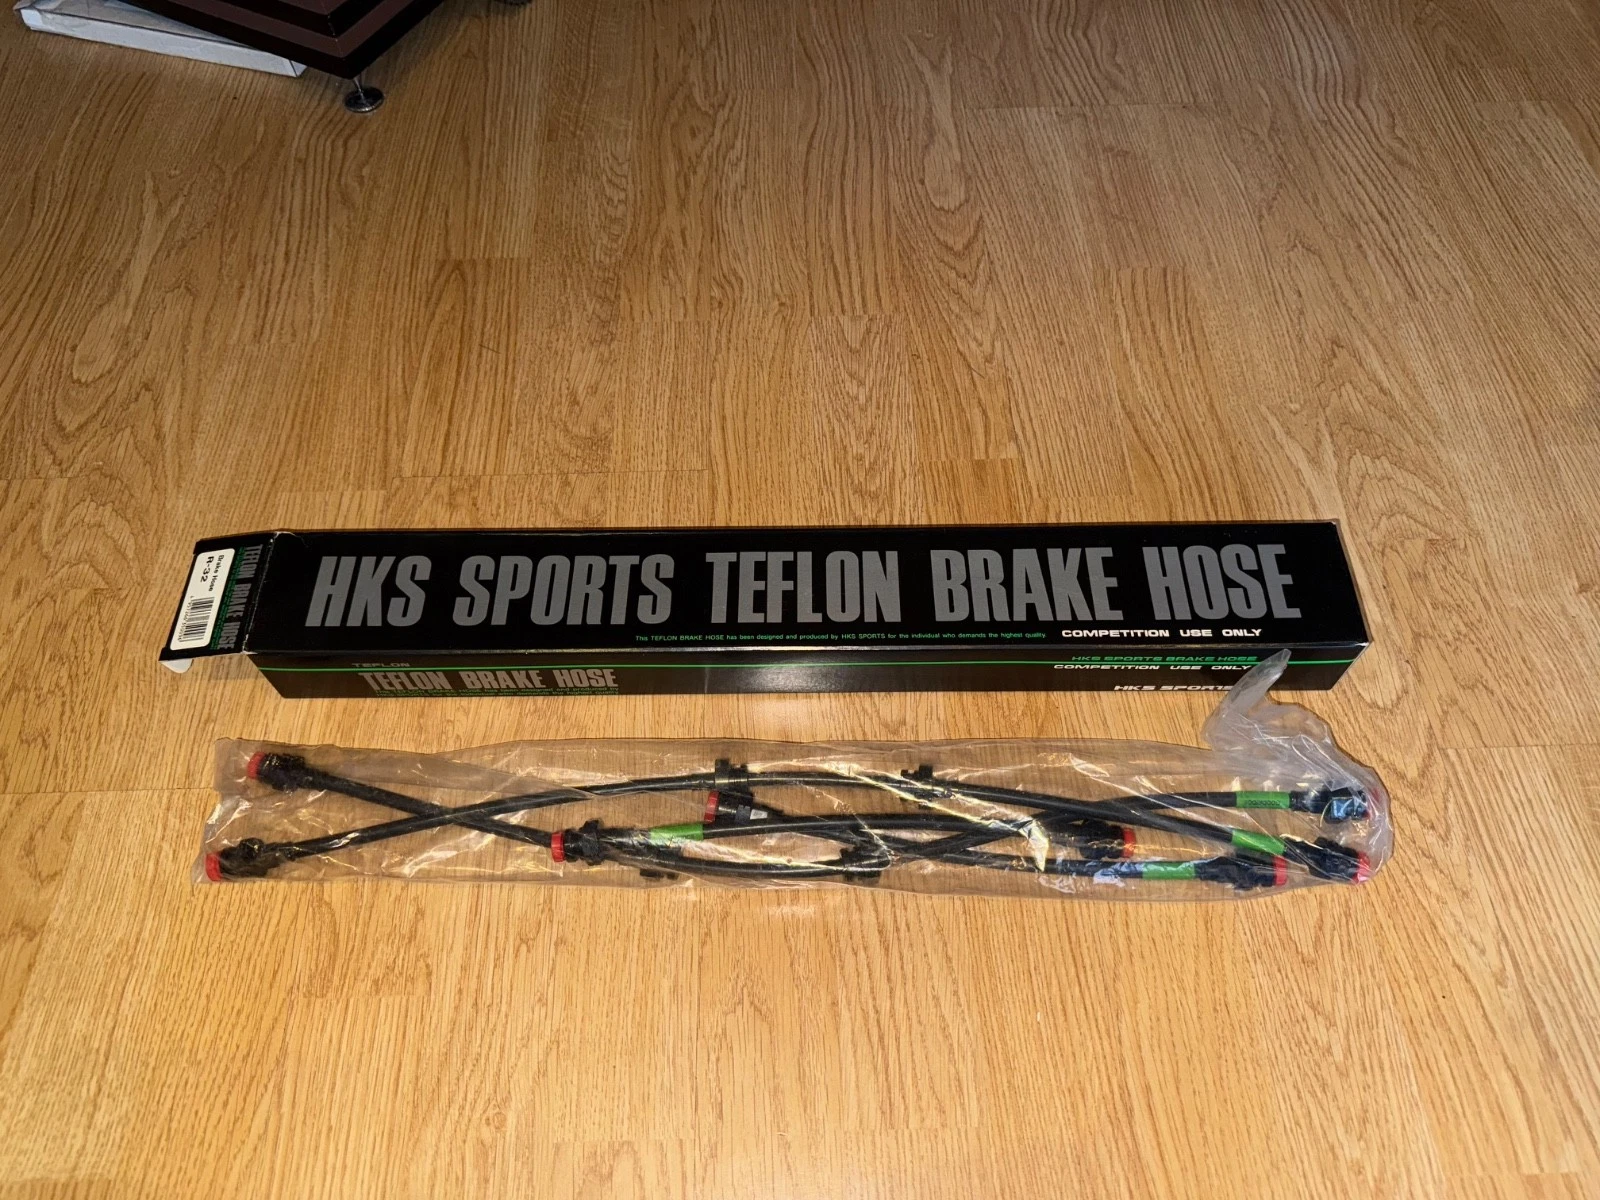 HKS SPORTS TEFLON BRAKE HOSE
This TEFLON BRAKE HOSE has been designed and produced by HKS SPORTS for the individual who demands the highest quality.
COMPETITION USE ONLY
TEFLON
TEFLON BRAKE HOSE
HKS SPORTS BRAKE HOSE
COMPETITION USE ONLY
HKS SPORTS
Brake Hose
R-32
TEFLON BRAKE HOSE